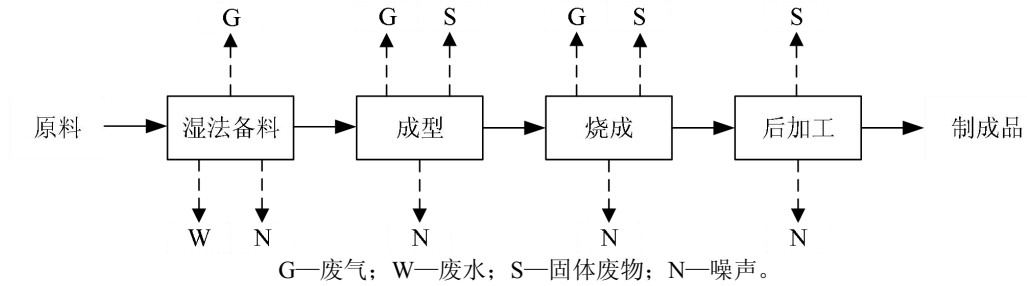 G G S G S S
原料 湿法备料 成型 烧成 后加工 制成品
W N N N N
G—废气；W—废水；S—固体废物；N—噪声。